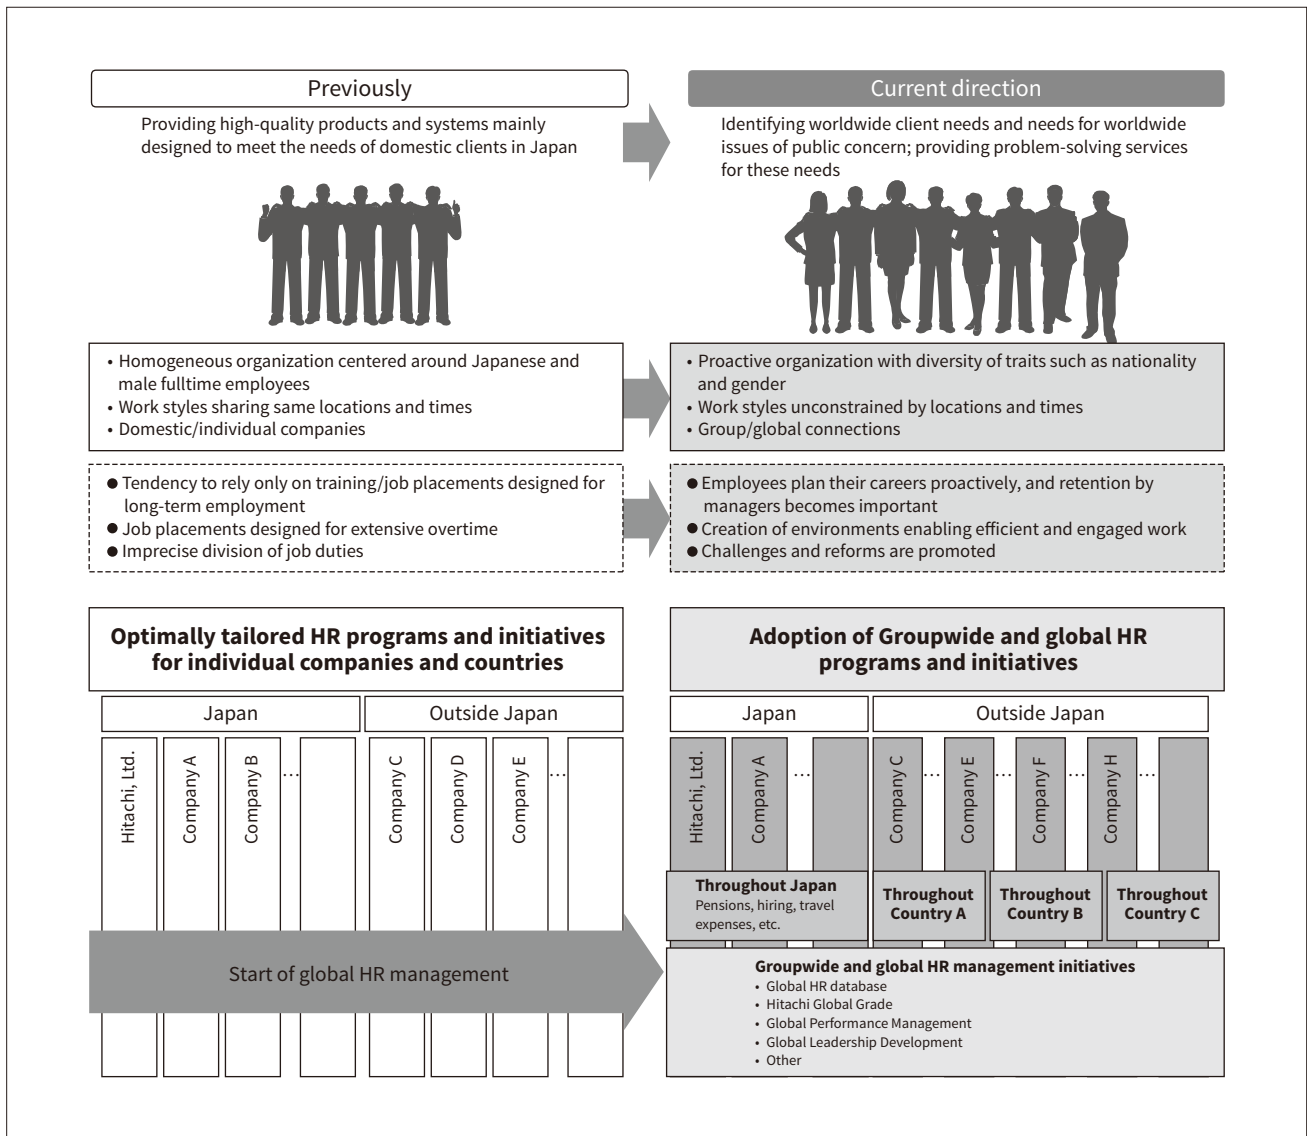 Previously
Providing high-quality products and systems mainly
designed to meet the needs of domestic clients in Japan
Current direction
Identifying worldwide client needs and needs for worldwide
issues of public concern; providing problem-solving services
for these needs
• Homogeneous organization centered around Japanese and
male fulltime employees
• Work styles sharing same locations and times
• Domestic/individual companies
• Proactive organization with diversity of traits such as nationality
and gender
• Work styles unconstrained by locations and times
• Group/global connections
● Tendency to rely only on training/job placements designed for
long-term employment
● Job placements designed for extensive overtime
● Imprecise division of job duties
● Employees plan their careers proactively, and retention by
managers becomes important
● Creation of environments enabling efficient and engaged work
● Challenges and reforms are promoted
Optimally tailored HR programs and initiatives
for individual companies and countries
Japan
Outside Japan
Hitachi, Ltd.
Company A
Company B
...
Company C
Company D
Company E
...
Start of global HR management
Adoption of Groupwide and global HR
programs and initiatives
Japan
Outside Japan
Hitachi, Ltd.
Company A
...
Company C
...
Company E
...
Company F
...
Company H
...
Throughout Japan
Pensions, hiring, travel
expenses, etc.
Throughout
Country A
Throughout
Country B
Throughout
Country C
Groupwide and global HR management initiatives
• Global HR database
• Hitachi Global Grade
• Global Performance Management
• Global Leadership Development
• Other